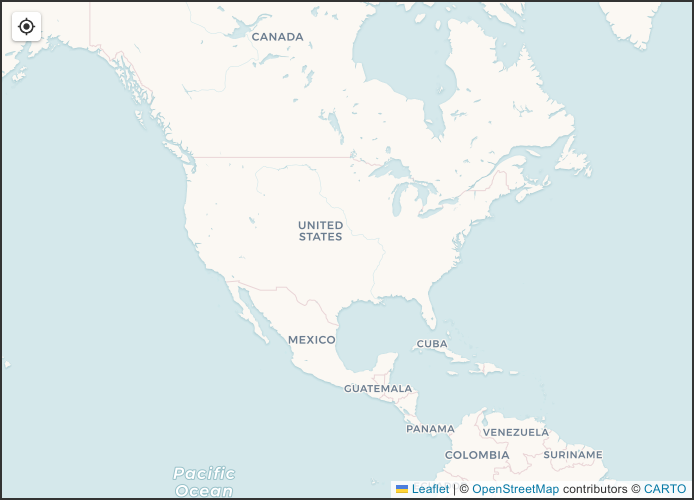 CANADA
UNITED
STATES
MEXICO
CUBA
GUATEMALA
PANAMA
VENEZUELA
COLOMBIA
SURINAME
Pacific
Ocean
Leaflet | © OpenStreetMap contributors © CARTO